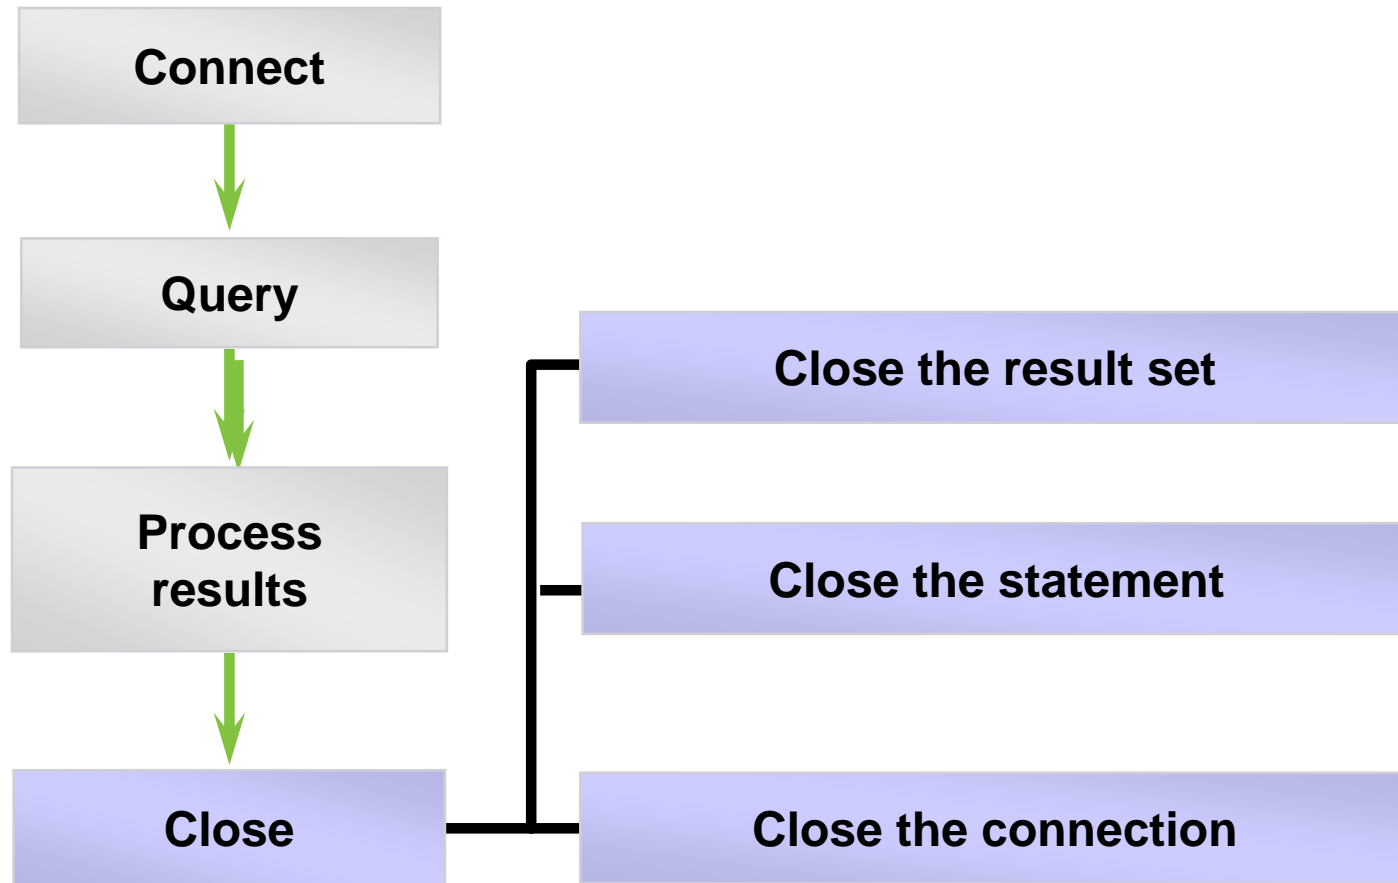 Connect
Query
Process
results
Close
Close the result set
Close the statement
Close the connection